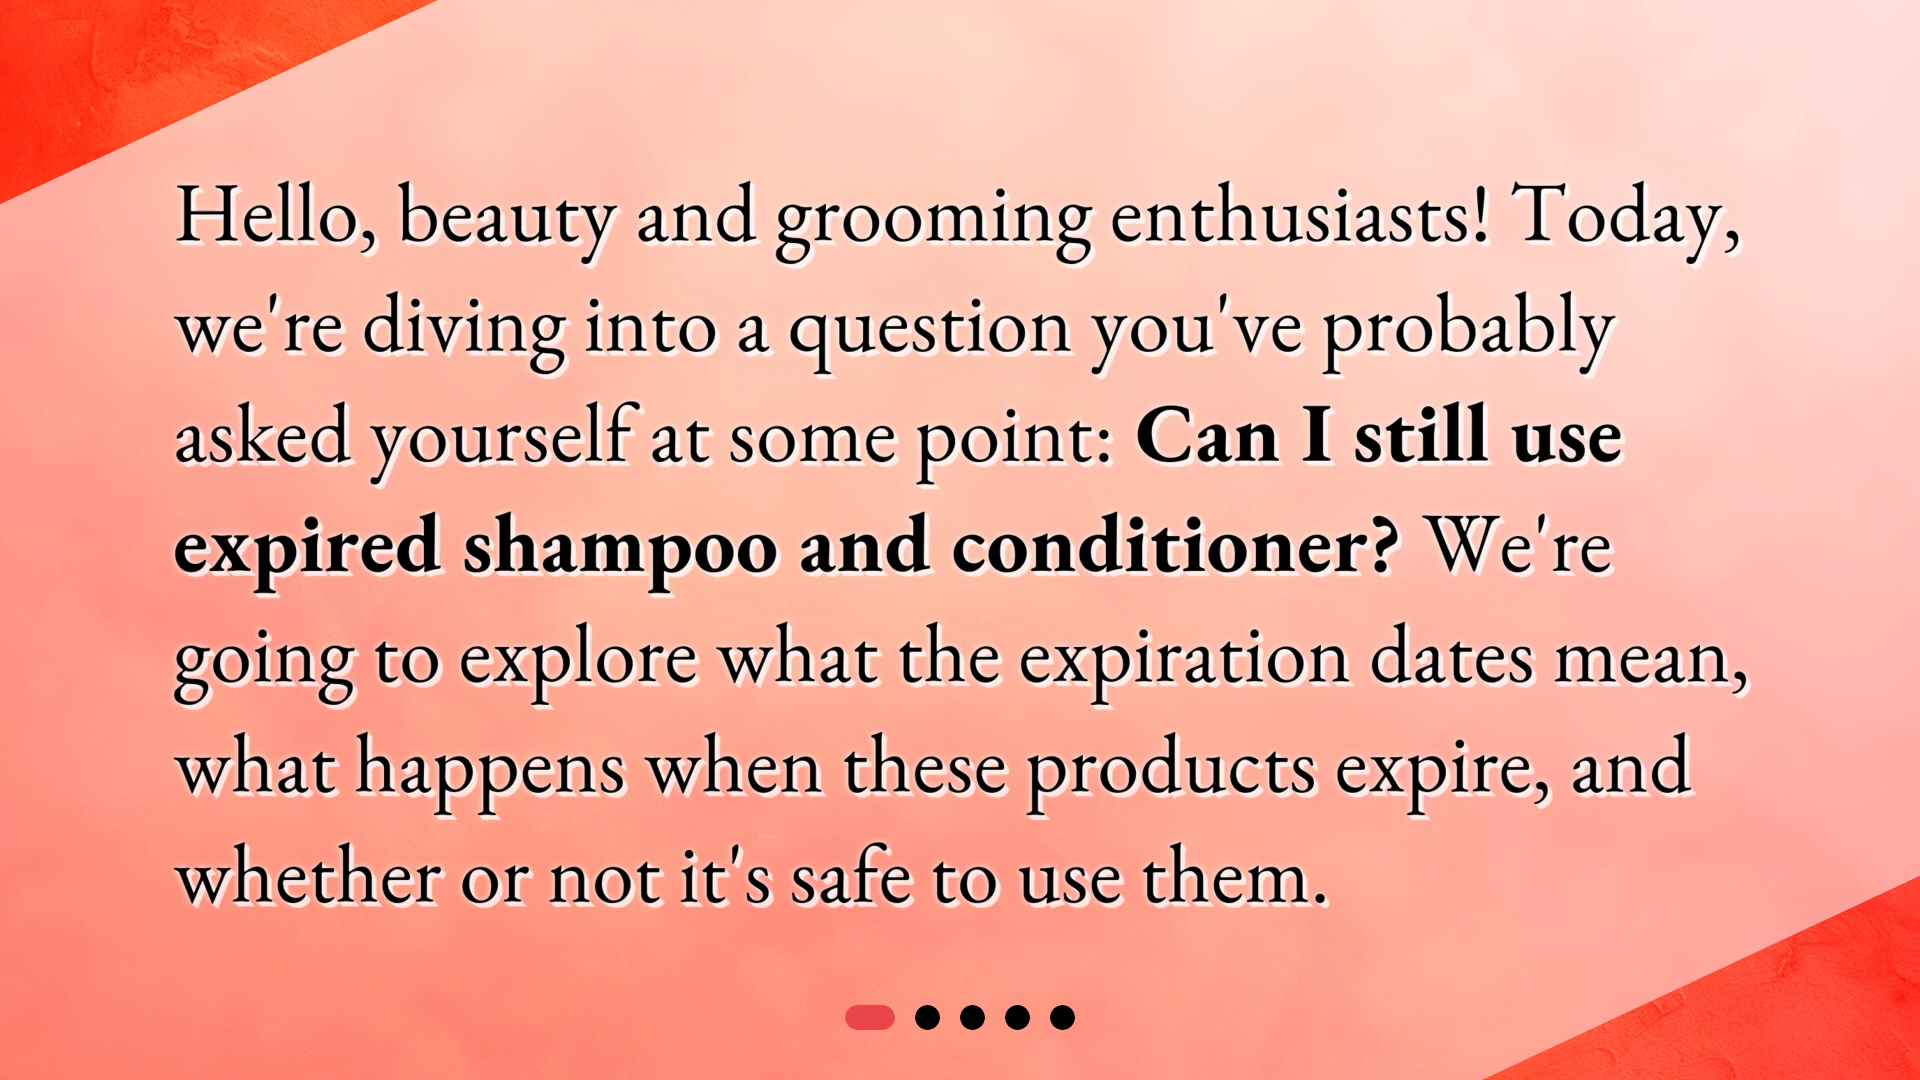 Hello, beauty and grooming enthusiasts! Today,
we're diving into a question you've probably
asked yourself at some point: Can I still use
expired shampoo and conditioner? We're
going to explore what the expiration dates mean,
what happens when these products expire, and
whether or not it's safe to use them.